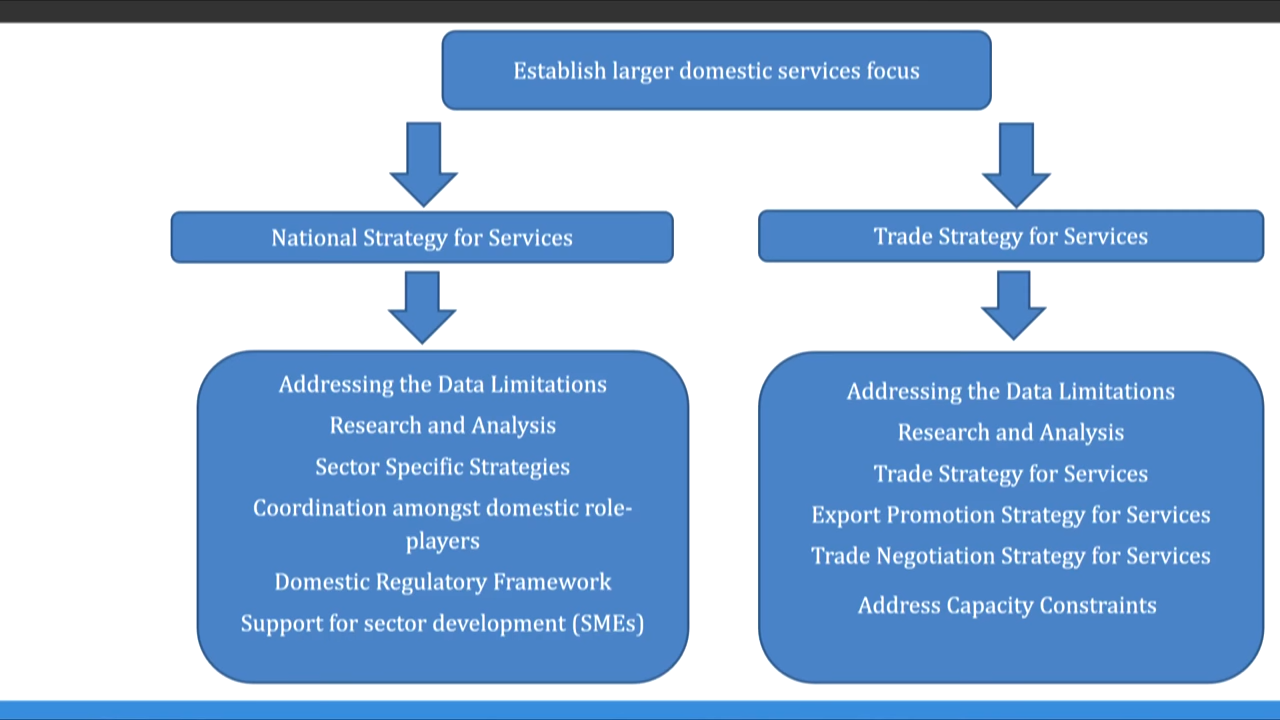 Establish larger domestic services focus
National Strategy for Services
Trade Strategy for Services
Addressing the Data Limitations
Research and Analysis
Sector Specific Strategies
Coordination amongst domestic role-
players
Domestic Regulatory Framework
Support for sector development (SMEs)
Addressing the Data Limitations
Research and Analysis
Trade Strategy for Services
Export Promotion Strategy for Services
Trade Negotiation Strategy for Services
Address Capacity Constraints